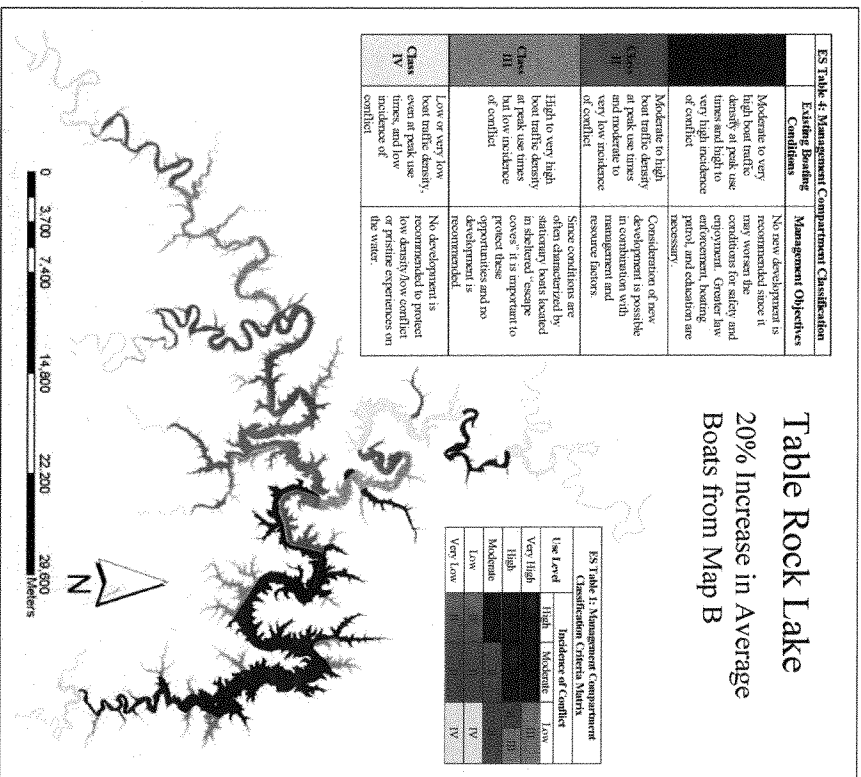 Table Rock Lake
20% Increase in Average
Boats from Map B
ES Table 4: Management Compartment Classification
Existing Boating
Conditions
Management Objectives
Moderate to very
high boat traffic
density at peak use
times and high to
very high incidence
of conflict
No new development is
recommended since it
may worsen the
conditions for safety and
enjoyment. Greater law
enforcement, boating
patrol, and education are
necessary.
Class
II
Moderate to high
boat traffic density
at peak use times
and moderate to
very low incidence
of conflict
Consideration of new
development is possible
in combination with
management and
resource factors.
Class
III
High to very high
boat traffic density
at peak use times
but low incidence
of conflict
Since conditions are
often characterized by
stationary boats located
in sheltered "escape
coves" it is important to
protect these
opportunities and no
development is
recommended.
Class
IV
Low or very low
boat traffic density,
even at peak use
times, and low
incidence of
conflict
No development is
recommended to protect
low density/low conflict
or pristine experiences on
the water.
ES Table 1: Management Compartment
Classification Criteria Matrix
Use Level
Incidence of Conflict
High Moderate Low
Very High III
High III
Moderate
Low IV
Very Low IV
0 3,700 7,400 14,800 22,200 29,600
Meters
N